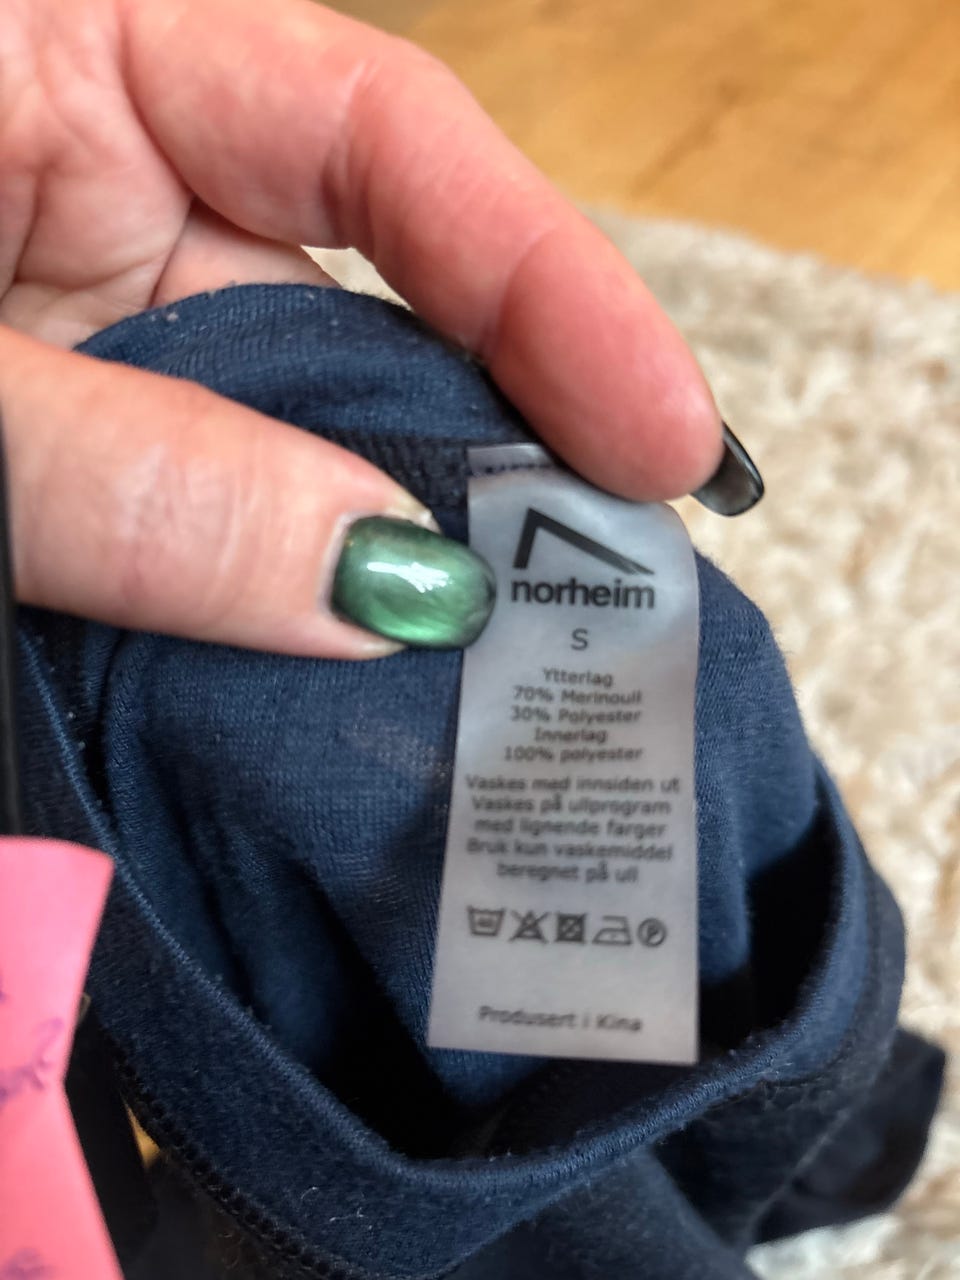 norheim
S
Ytterlag
70% Merinoull
30% Polyester
Innerlag
100% polyester
Vaskes med innsiden ut
Vaskes på ullprogram
med lignende farger
Bruk kun vaskemiddel
beregnet på ull
P
Produsert i Kina